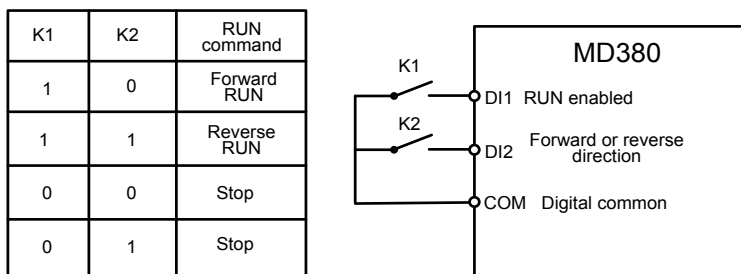 K1 K2 RUN
command
1 0 Forward
RUN
1 1 Reverse
RUN
0 0 Stop
0 1 Stop
MD380
K1
DI1 RUN enabled
K2
DI2 Forward or reverse
direction
COM Digital common